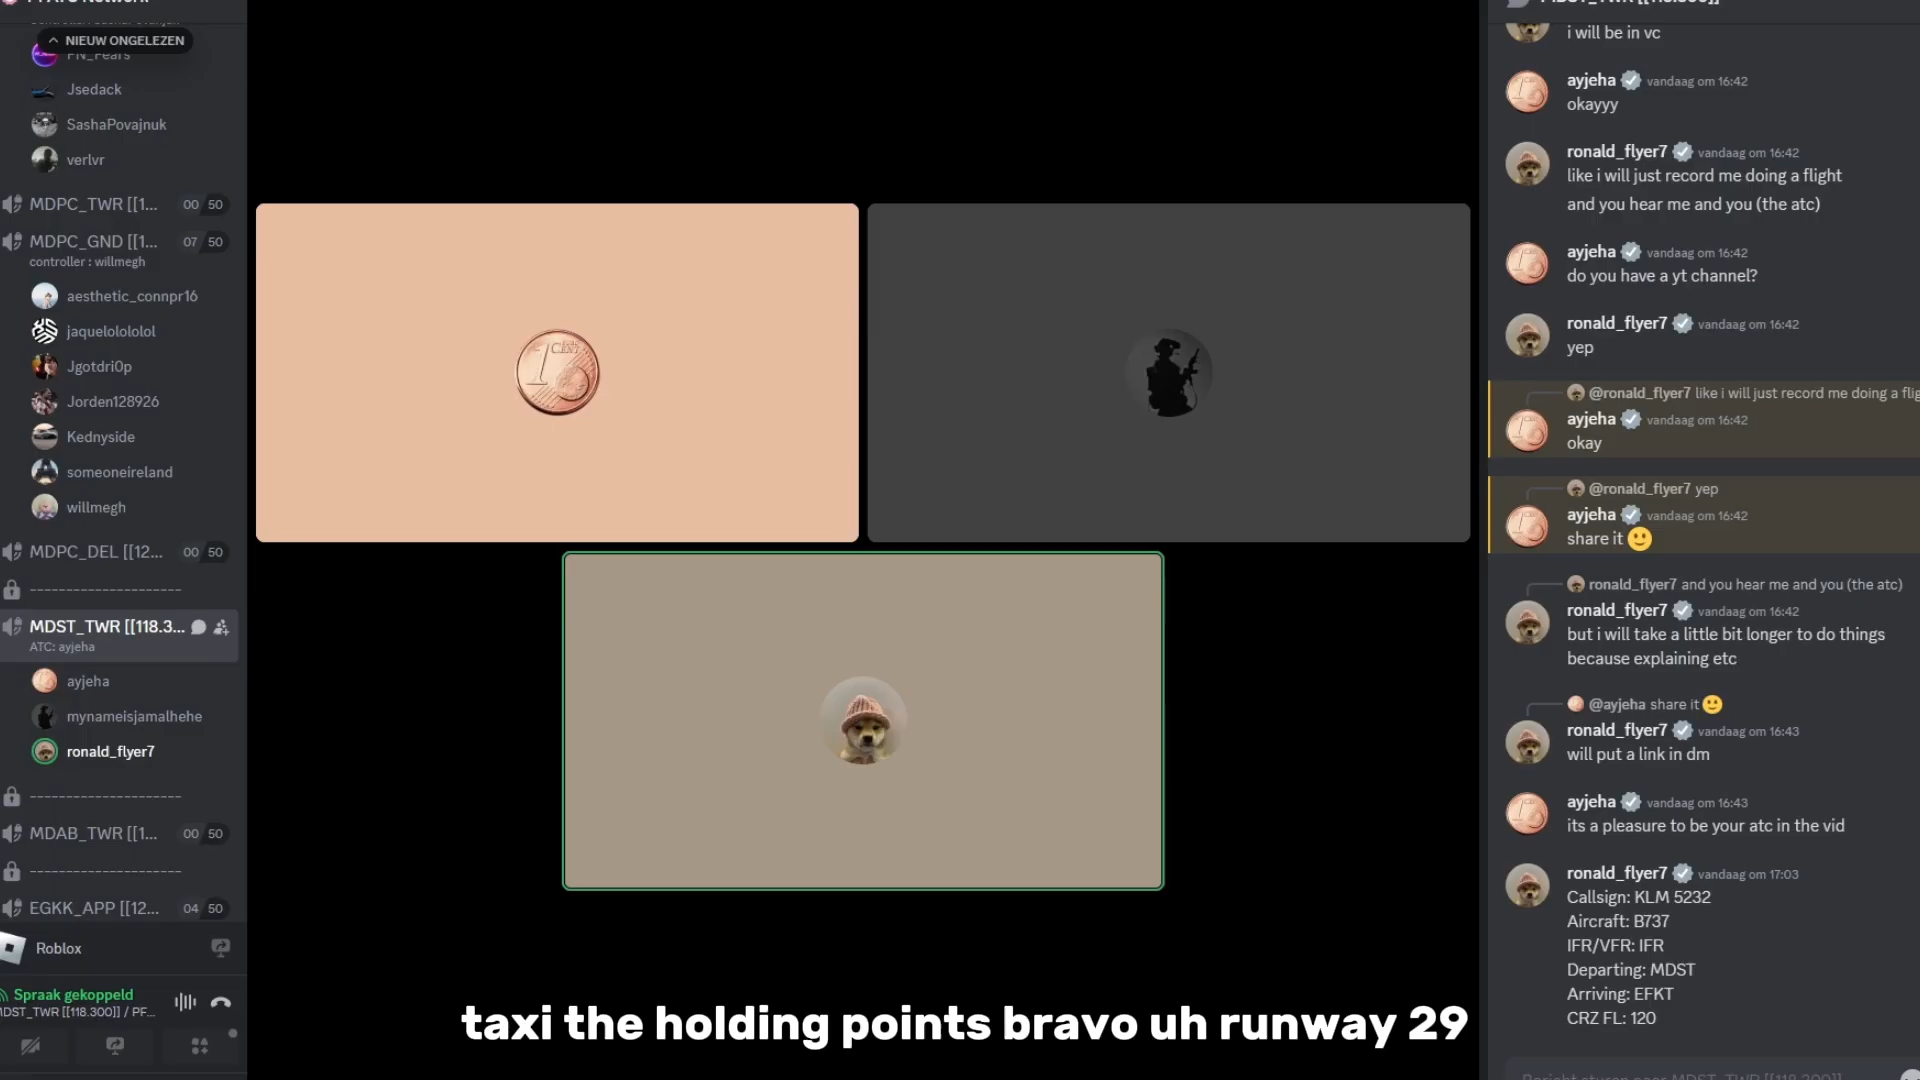 NIEUW ONGELEZEN
PN_Fears
Jsedack
SashaPovajnuk
verlvr
MDPC_TWR [[1... 00 50
MDPC_GND [[1... 07 50
controller : willmegh
aesthetic_connpr16
jaquelolololol
Jgotdri0p
Jorden128926
Kednyside
someoneireland
willmegh
MDPC_DEL [[12... 00 50
---------------------
MDST_TWR [[118.3...
ATC: ayjeha
ayjeha
mynameisjamalhehe
ronald_flyer7
---------------------
MDAB_TWR [[1... 00 50
---------------------
EGKK_APP [[12... 04 50
Roblox
Spraak gekoppeld
MDST_TWR [[118.300]] / PF...
1 CENT
taxi the holding points bravo uh runway 29
i will be in vc
ayjeha vandaag om 16:42
okayyy
ronald_flyer7 vandaag om 16:42
like i will just record me doing a flight
and you hear me and you (the atc)
ayjeha vandaag om 16:42
do you have a yt channel?
ronald_flyer7 vandaag om 16:42
yep
@ronald_flyer7 like i will just record me doing a flig
ayjeha vandaag om 16:42
okay
@ronald_flyer7 yep
ayjeha vandaag om 16:42
share it 🙂
ronald_flyer7 and you hear me and you (the atc)
ronald_flyer7 vandaag om 16:42
but i will take a little bit longer to do things
because explaining etc
@ayjeha share it 🙂
ronald_flyer7 vandaag om 16:43
will put a link in dm
ayjeha vandaag om 16:43
its a pleasure to be your atc in the vid
ronald_flyer7 vandaag om 17:03
Callsign: KLM 5232
Aircraft: B737
IFR/VFR: IFR
Departing: MDST
Arriving: EFKT
CRZ FL: 120